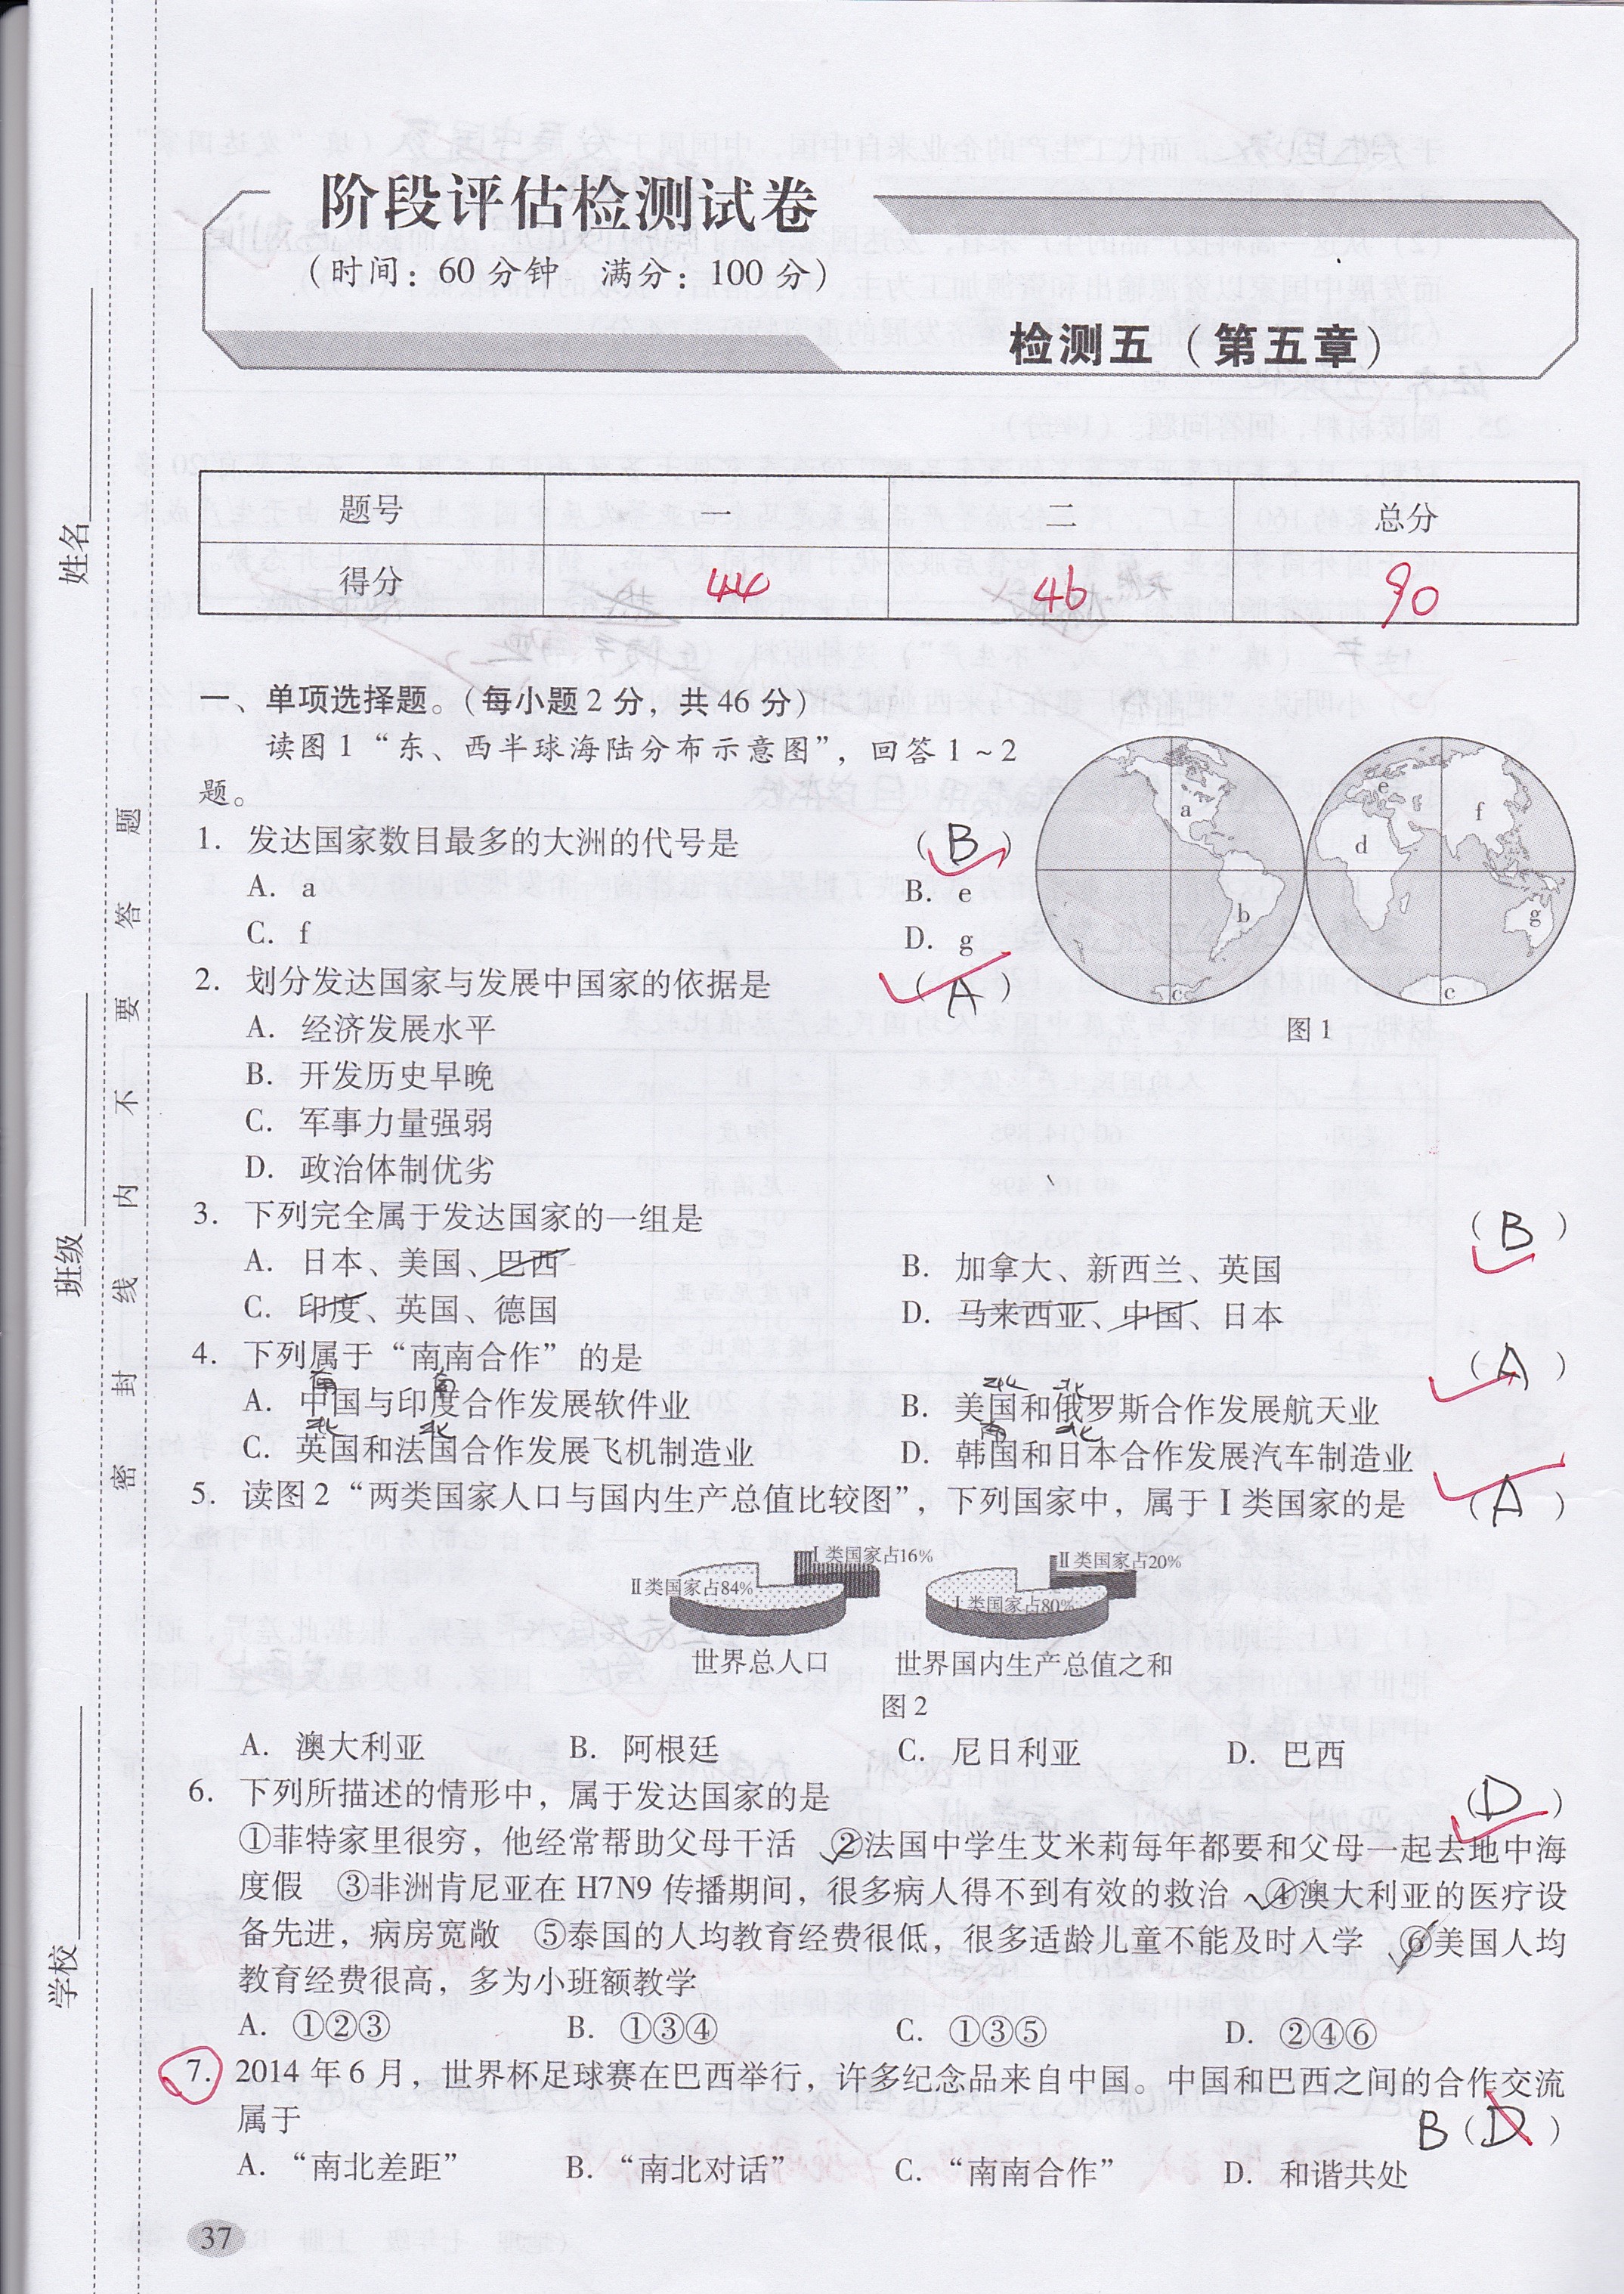 阶段评估检测试卷
（时间：60分钟 满分：100分）
检测五（第五章）
题号 一 二 总分
得分 44 46 90
一、单项选择题。（每小题2分，共46分）
读图1“东、西半球海陆分布示意图”，回答1~2
题。
1. 发达国家数目最多的大洲的代号是 （B）
A. a B. e
C. f D. g
a b c d e f g c
图1
2. 划分发达国家与发展中国家的依据是 （A）
A. 经济发展水平
B. 开发历史早晚
C. 军事力量强弱
D. 政治体制优劣
3. 下列完全属于发达国家的一组是 （B）
A. 日本、美国、巴西 B. 加拿大、新西兰、英国
C. 印度、英国、德国 D. 马来西亚、中国、日本
4. 下列属于“南南合作”的是 （A）
南 南 北 北
A. 中国与印度合作发展软件业 B. 美国和俄罗斯合作发展航天业
北 北 南 北
C. 英国和法国合作发展飞机制造业 D. 韩国和日本合作发展汽车制造业
5. 读图2“两类国家人口与国内生产总值比较图”，下列国家中，属于Ⅰ类国家的是 （A）
Ⅰ类国家占16% Ⅱ类国家占20%
Ⅱ类国家占84% Ⅰ类国家占80%
世界总人口 世界国内生产总值之和
图2
A. 澳大利亚 B. 阿根廷 C. 尼日利亚 D. 巴西
6. 下列所描述的情形中，属于发达国家的是 （D）
①菲特家里很穷，他经常帮助父母干活 ②法国中学生艾米莉每年都要和父母一起去地中海
度假 ③非洲肯尼亚在H7N9传播期间，很多病人得不到有效的救治 ④澳大利亚的医疗设
备先进，病房宽敞 ⑤泰国的人均教育经费很低，很多适龄儿童不能及时入学 ⑥美国人均
教育经费很高，多为小班额教学
A. ①②③ B. ①③④ C. ①③⑤ D. ②④⑥
7. 2014年6月，世界杯足球赛在巴西举行，许多纪念品来自中国。中国和巴西之间的合作交流
属于 B（D）
A. “南北差距” B. “南北对话” C. “南南合作” D. 和谐共处
37
姓名
班级
学校
密封线内不要答题